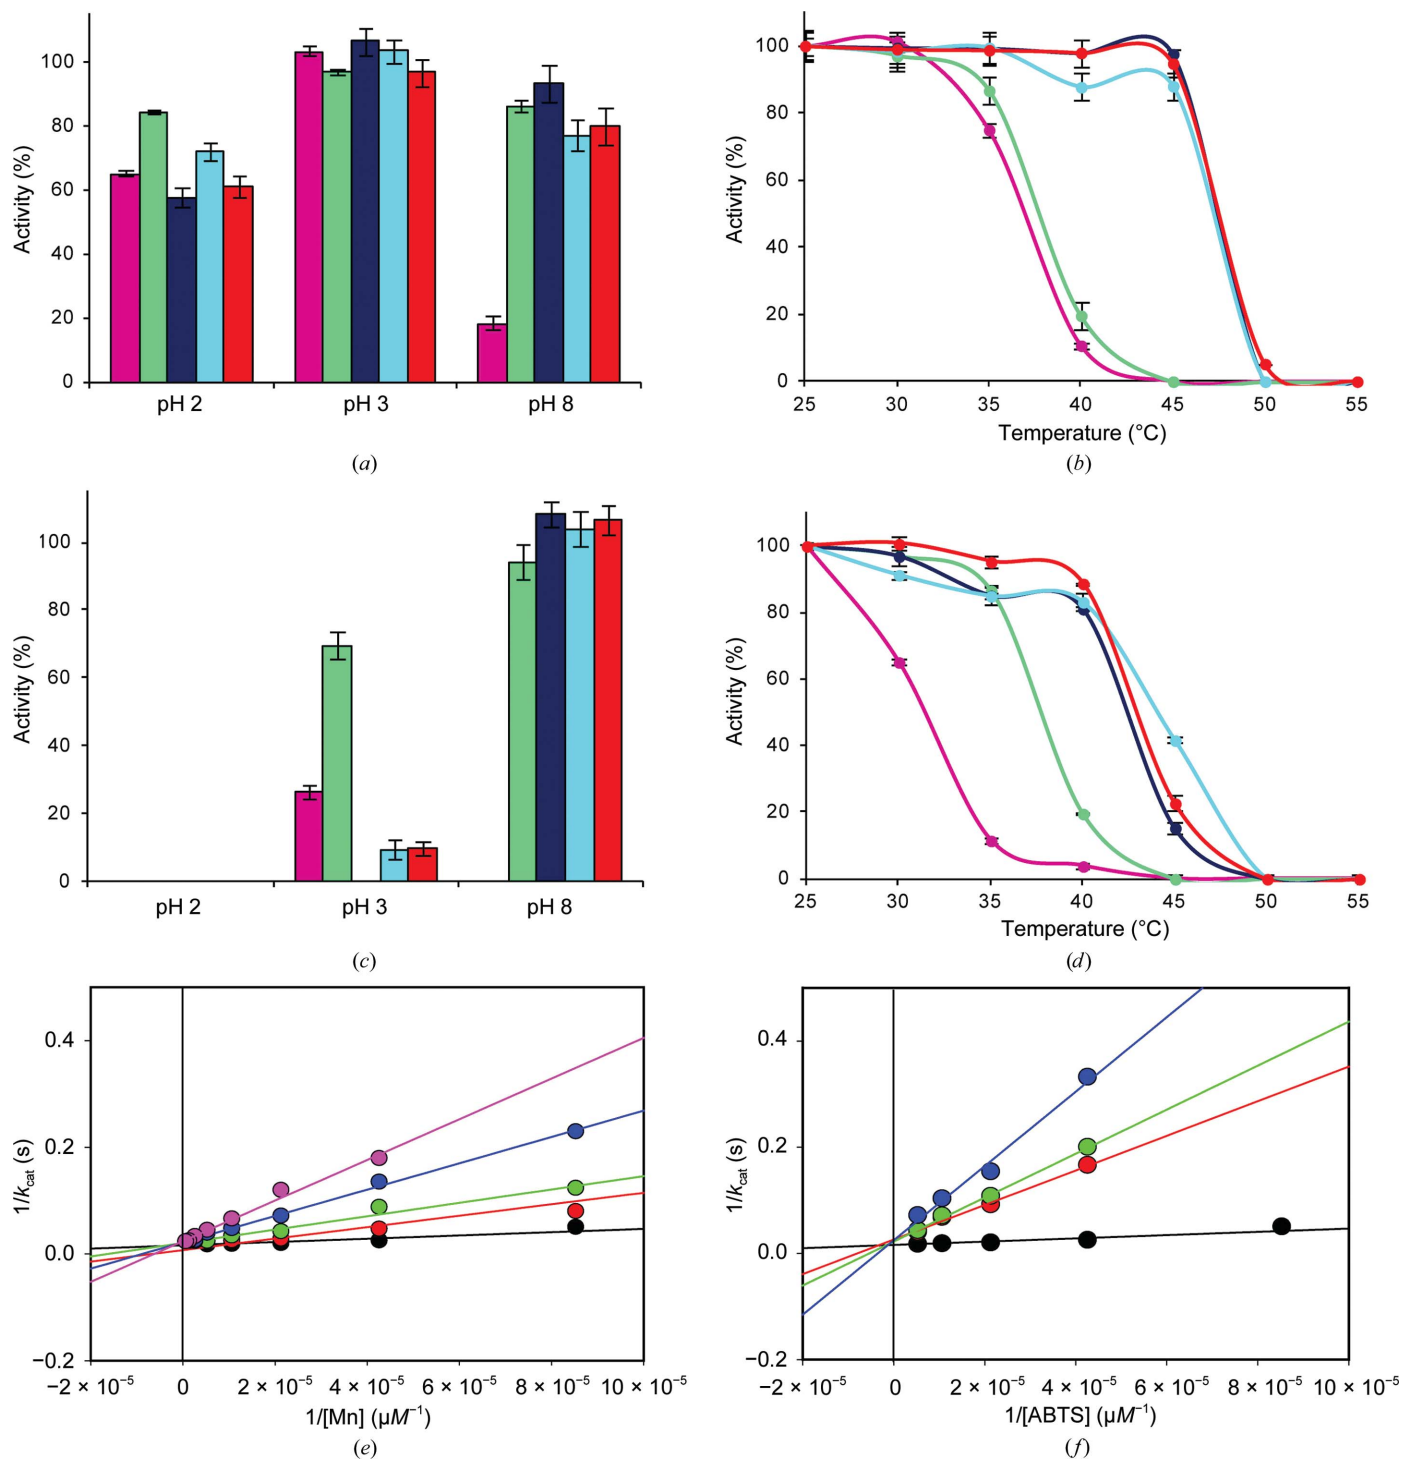 100
80
60
40
20
0
Activity (%)
pH 2
pH 3
pH 8
(a)
100
80
60
40
20
0
Activity (%)
25
30
35
40
45
50
55
Temperature (°C)
(b)
100
80
60
40
20
0
Activity (%)
pH 2
pH 3
pH 8
(c)
100
80
60
40
20
0
Activity (%)
25
30
35
40
45
50
55
Temperature (°C)
(d)
0.4
0.2
0.0
−0.2
1/kcat (s)
−2 × 10⁻⁵
0
2 × 10⁻⁵
4 × 10⁻⁵
6 × 10⁻⁵
8 × 10⁻⁵
10 × 10⁻⁵
1/[Mn] (μM⁻¹)
(e)
0.4
0.2
0.0
−0.2
1/kcat (s)
−2 × 10⁻⁵
0
2 × 10⁻⁵
4 × 10⁻⁵
6 × 10⁻⁵
8 × 10⁻⁵
10 × 10⁻⁵
1/[ABTS] (μM⁻¹)
(f)